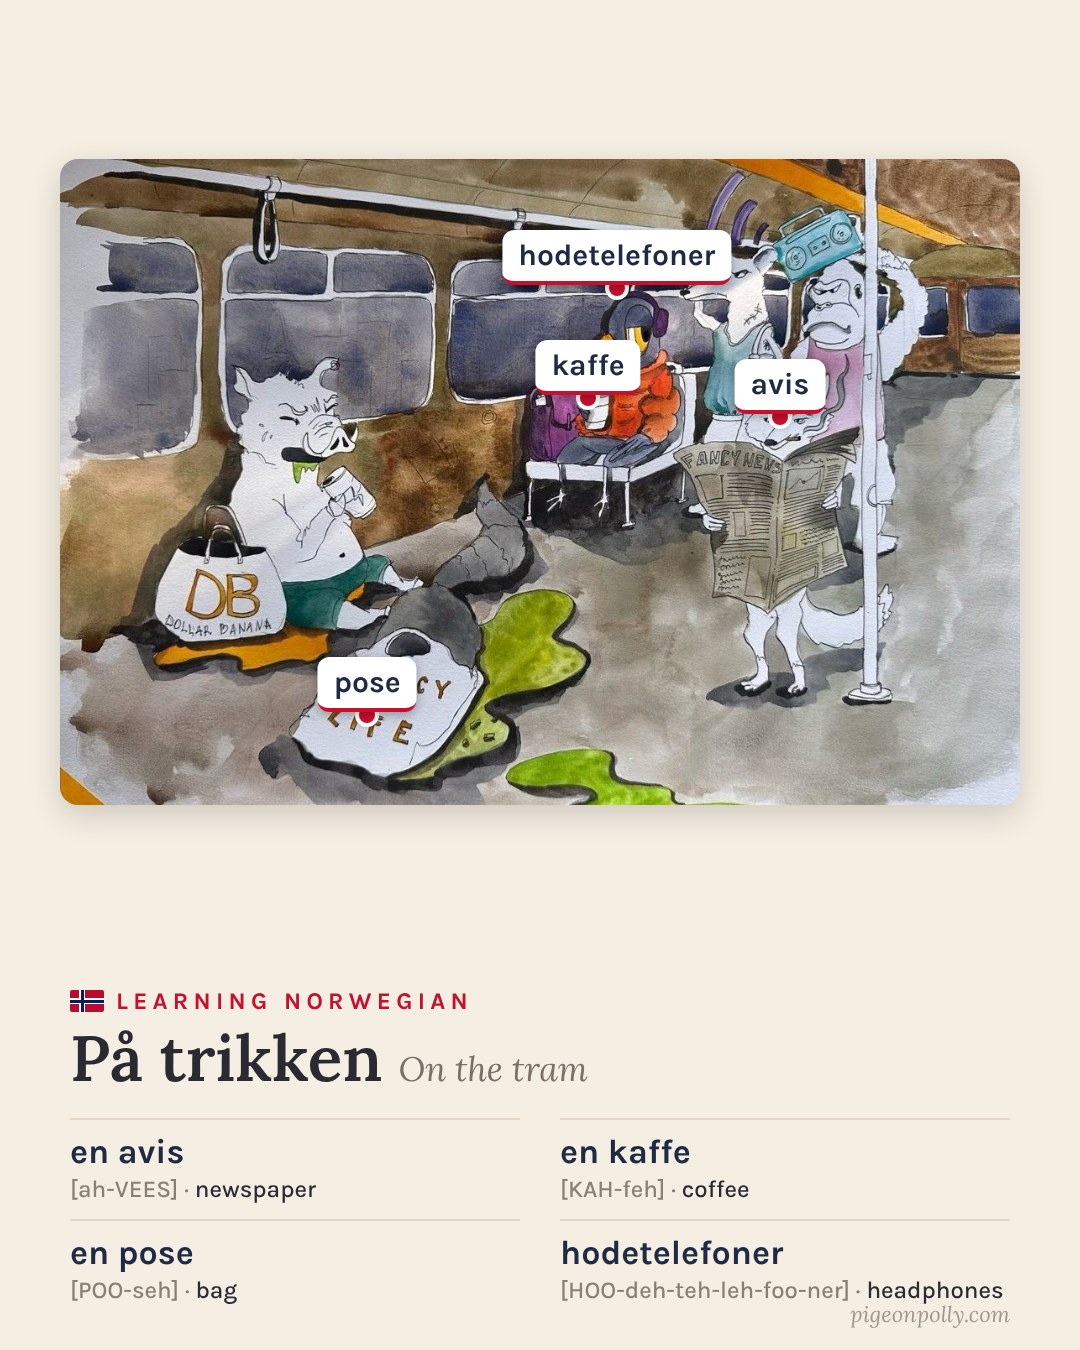 hodetelefoner
kaffe
avis
FANCY NEWS
DB
DOLLAR BANANA
pose
CY
LIFE
LEARNING NORWEGIAN
På trikken On the tram
en avis
[ah-VEES] · newspaper
en kaffe
[KAH-feh] · coffee
en pose
[POO-seh] · bag
hodetelefoner
[HOO-deh-teh-leh-foo-ner] · headphones
pigeonpolly.com